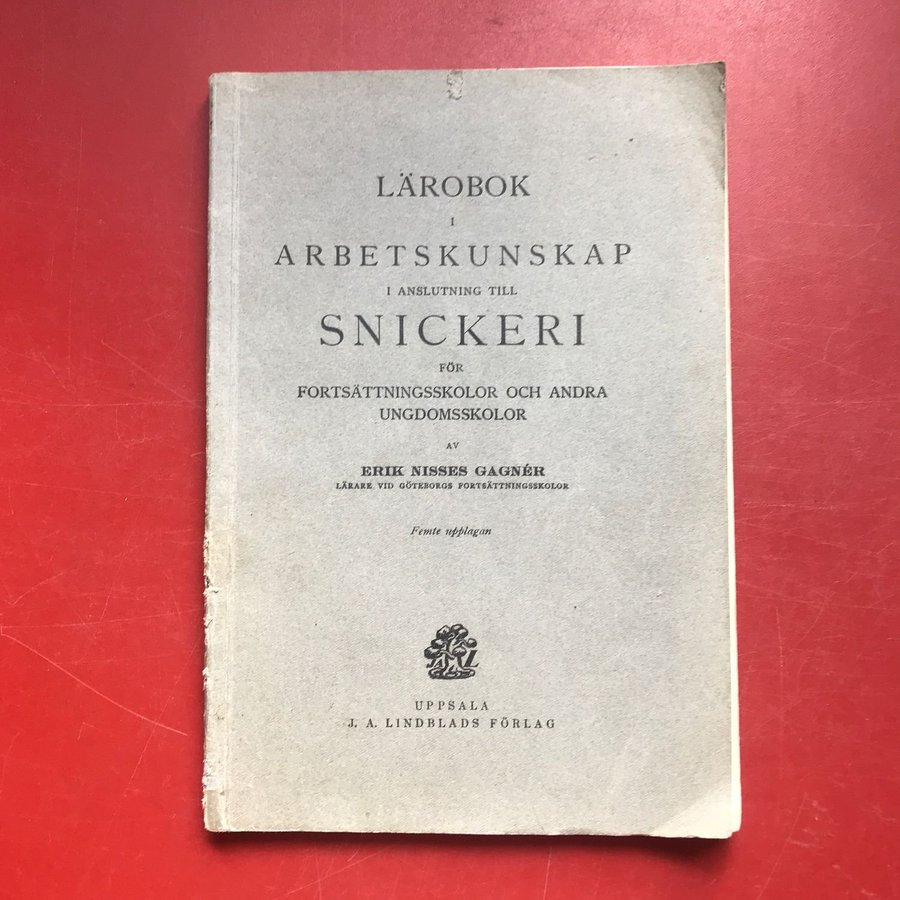 LÄROBOK
I
ARBETSKUNSKAP
I ANSLUTNING TILL
SNICKERI
FÖR
FORTSÄTTNINGSSKOLOR OCH ANDRA
UNGDOMSSKOLOR
AV
ERIK NISSES GAGNÉR
LÄRARE VID GÖTEBORGS FORTSÄTTNINGSSKOLOR
Femte upplagan
JAL
UPPSALA
J. A. LINDBLADS FÖRLAG